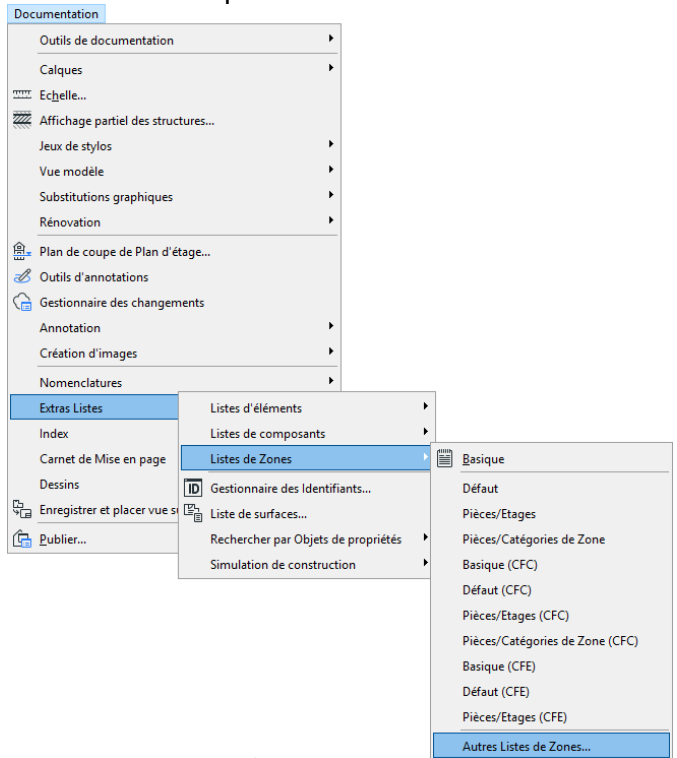 Documentation
Outils de documentation
Calques
Echelle...
Affichage partiel des structures...
Jeux de stylos
Vue modèle
Substitutions graphiques
Rénovation
Plan de coupe de Plan d'étage...
Outils d'annotations
Gestionnaire des changements
Annotation
Création d'images
Nomenclatures
Extras Listes
Index
Carnet de Mise en page
Dessins
Enregistrer et placer vue
Publier...
Listes d'éléments
Listes de composants
Listes de Zones
ID Gestionnaire des Identifiants...
Liste de surfaces...
Rechercher par Objets de propriétés
Simulation de construction
Basique
Défaut
Pièces/Etages
Pièces/Catégories de Zone
Basique (CFC)
Défaut (CFC)
Pièces/Etages (CFC)
Pièces/Catégories de Zone (CFC)
Basique (CFE)
Défaut (CFE)
Pièces/Etages (CFE)
Autres Listes de Zones...